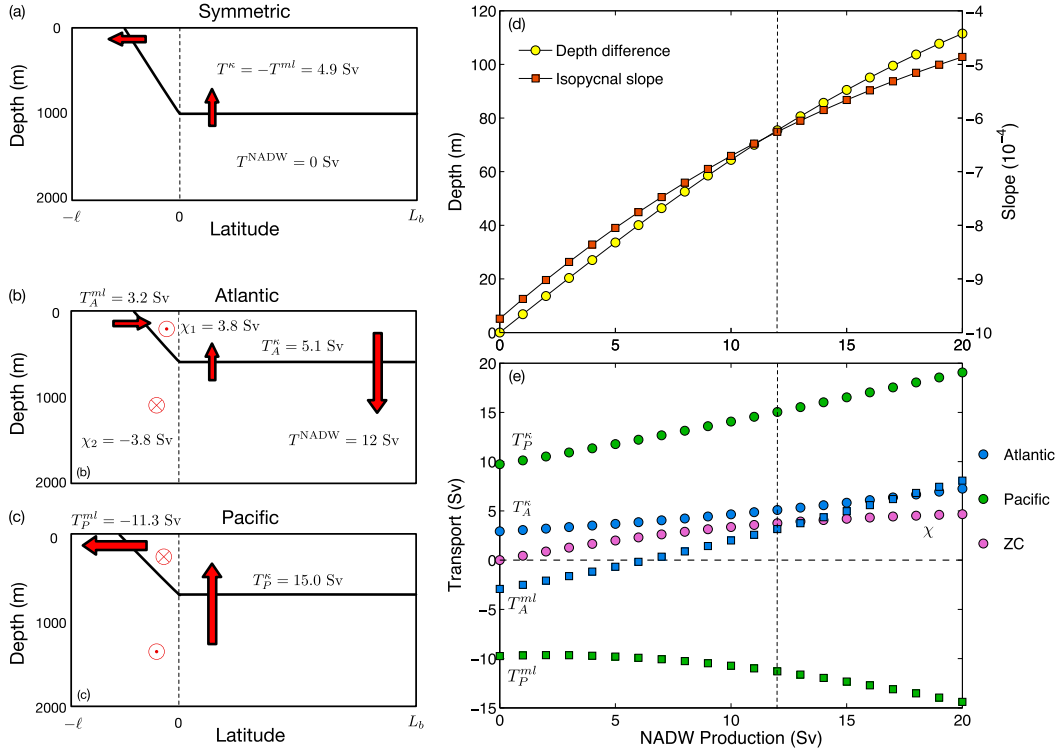 (a)
Symmetric
0
1000
2000
Depth (m)
T^κ = −T^{ml} = 4.9 Sv
T^{NADW} = 0 Sv
−ℓ
0
L_b
Latitude
(b)
Atlantic
T_A^{ml} = 3.2 Sv
0
1000
2000
Depth (m)
χ_1 = 3.8 Sv
T_A^κ = 5.1 Sv
χ_2 = −3.8 Sv
T^{NADW} = 12 Sv
(b)
(c)
Pacific
T_P^{ml} = −11.3 Sv
0
1000
2000
Depth (m)
T_P^κ = 15.0 Sv
(c)
−ℓ
0
L_b
Latitude
(d)
Depth difference
Isopycnal slope
120
100
80
60
40
20
0
Depth (m)
−4
−5
−6
−7
−8
−9
−10
Slope (10^{−4})
0
5
10
15
20
(e)
20
15
10
5
0
−5
−10
−15
Transport (Sv)
T_P^κ
T_A^κ
χ
T_A^{ml}
T_P^{ml}
0
5
10
15
20
NADW Production (Sv)
Atlantic
Pacific
ZC